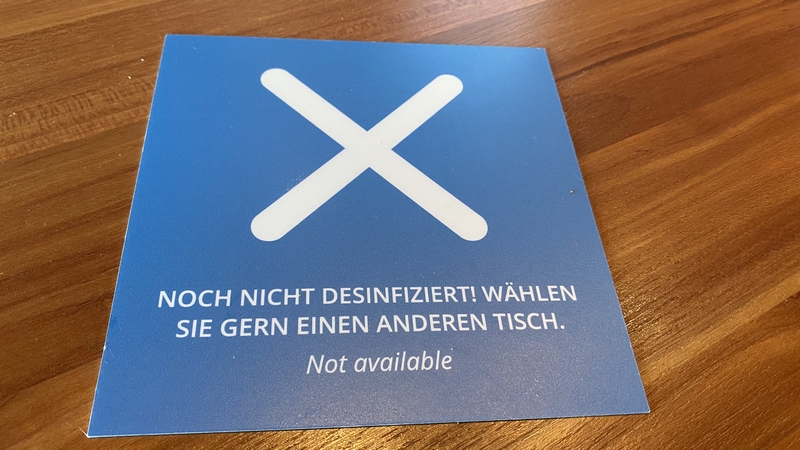 NOCH NICHT DESINFIZIERT! WÄHLEN
SIE GERN EINEN ANDEREN TISCH.
Not available